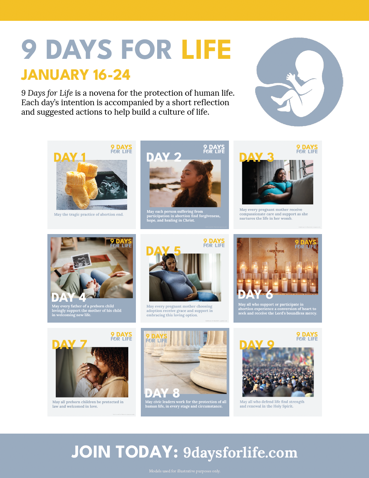 9 DAYS FOR LIFE
JANUARY 16-24
9 Days for Life is a novena for the protection of human life.
Each day's intention is accompanied by a short reflection
and suggested actions to help build a culture of life.
9 DAYS
FOR LIFE
DAY 1
May the tragic practice of abortion end.
9 DAYS
FOR LIFE
DAY 2
May each person suffering from
participation in abortion find forgiveness,
hope, and healing in Christ.
9 DAYS
FOR LIFE
DAY 3
May every pregnant mother receive
compassionate care and support as she
nurtures the life in her womb.
9 DAYS
FOR LIFE
DAY 4
May every father of a preborn child
lovingly support the mother of his child
in welcoming new life.
9 DAYS
FOR LIFE
DAY 5
May every pregnant mother choosing
adoption receive grace and support in
embracing this loving option.
9 DAYS
FOR LIFE
DAY 6
May all who support or participate in
abortion experience a conversion of heart to
seek and receive the Lord's boundless mercy.
9 DAYS
FOR LIFE
DAY 7
May all preborn children be protected in
law and welcomed in love.
9 DAYS
FOR LIFE
DAY 8
May civic leaders work for the protection of all
human life, in every stage and circumstance.
9 DAYS
FOR LIFE
DAY 9
May all who defend life find strength
and renewal in the Holy Spirit.
JOIN TODAY: 9daysforlife.com
Models used for illustrative purposes only.